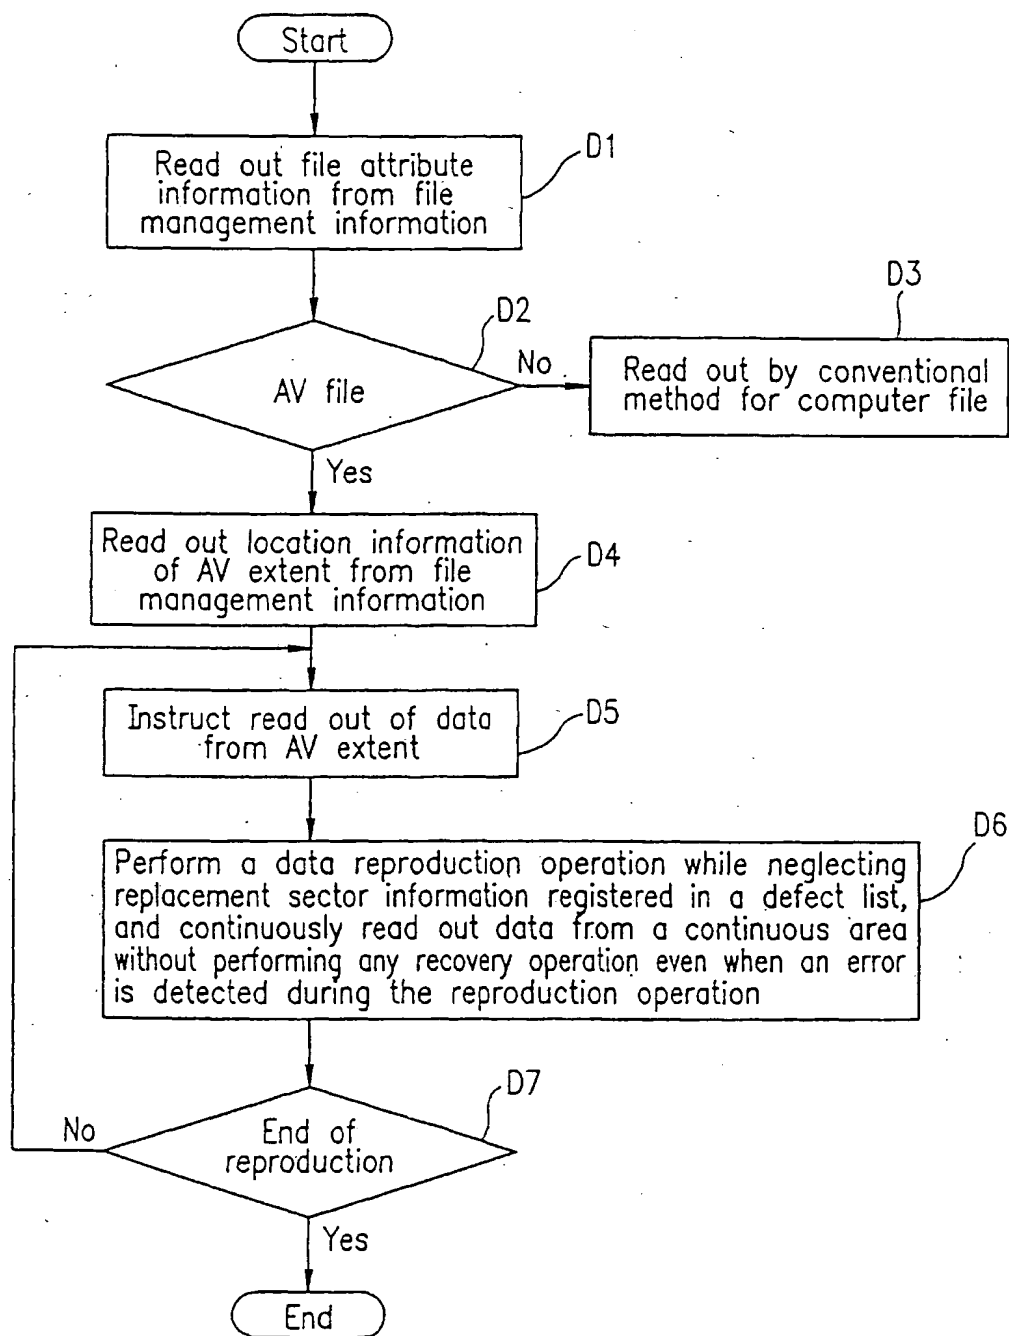 Start
Read out file attribute
information from file
management information
D1
D2
AV file
No
D3
Read out by conventional
method for computer file
Yes
Read out location information
of AV extent from file
management information
D4
Instruct read out of data
from AV extent
D5
D6
Perform a data reproduction operation while neglecting
replacement sector information registered in a defect list,
and continuously read out data from a continuous area
without performing any recovery operation even when an error
is detected during the reproduction operation
D7
No
End of
reproduction
Yes
End